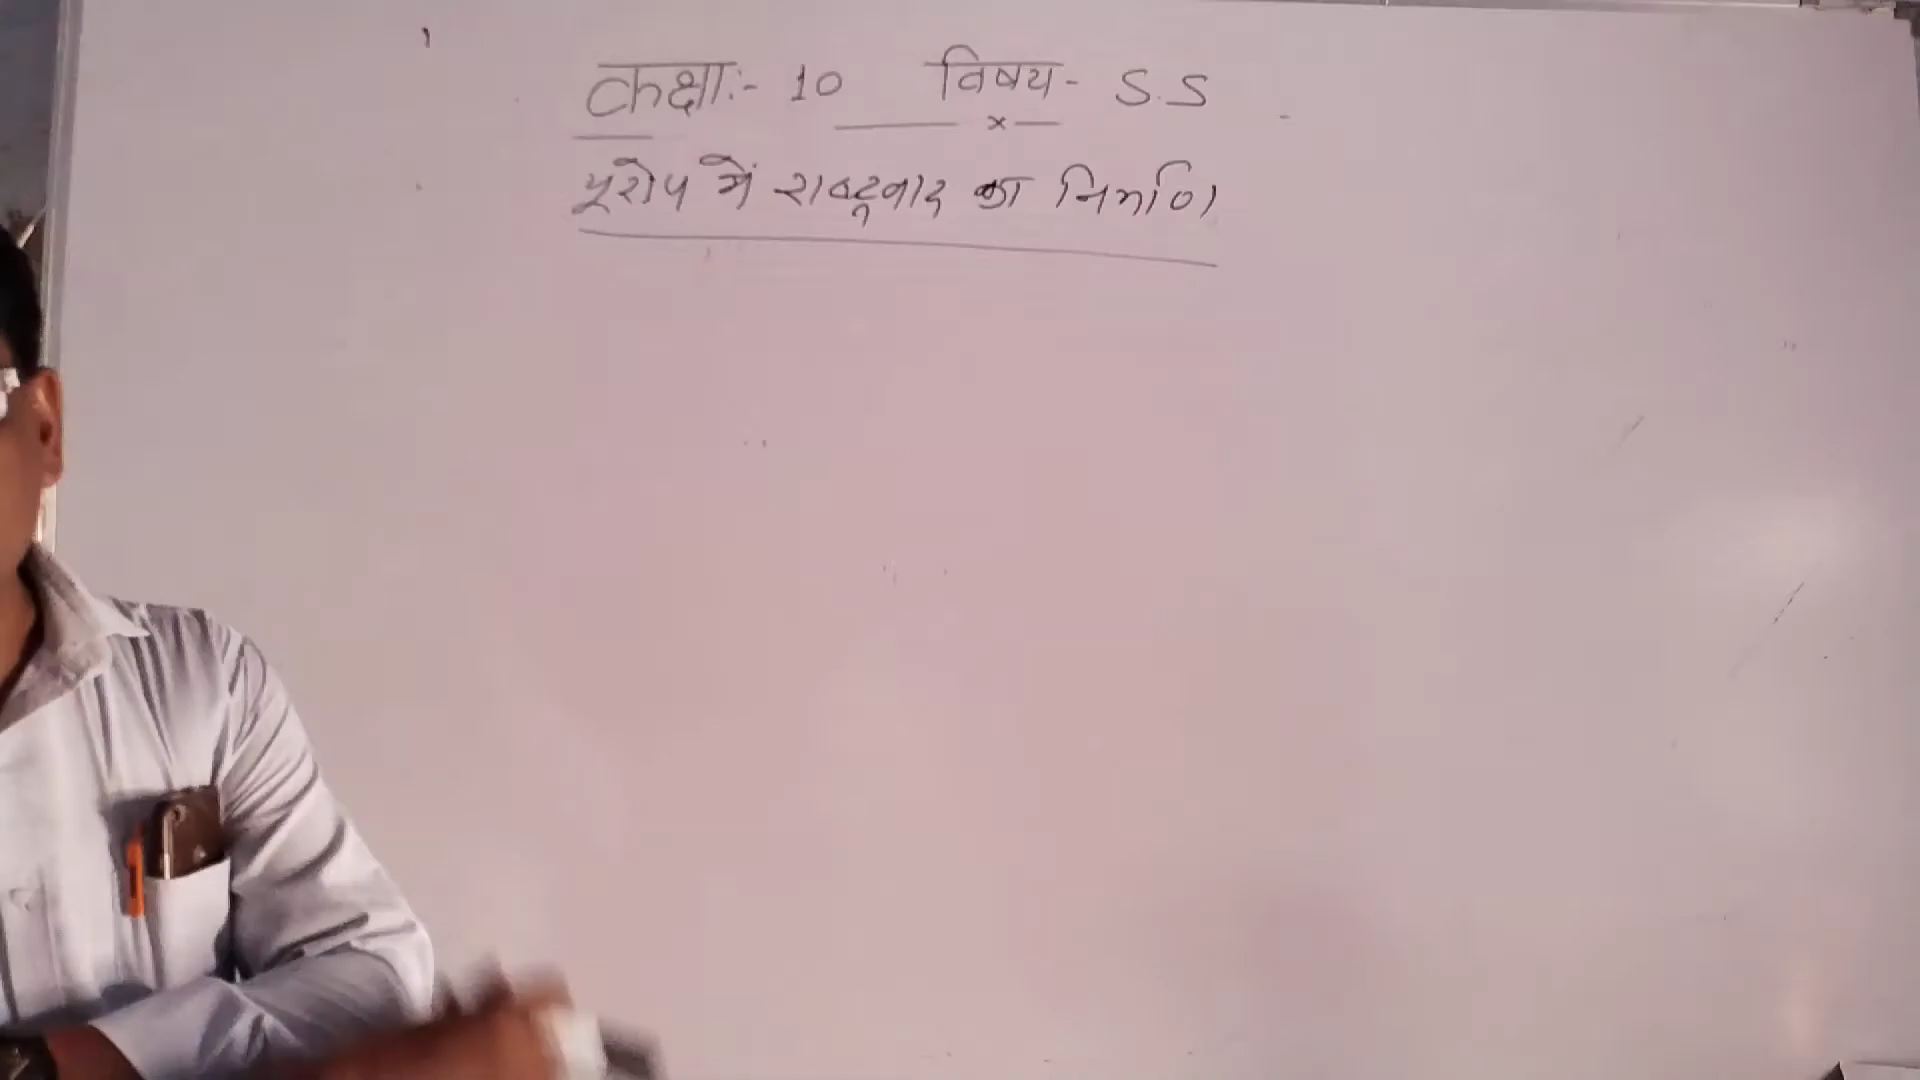 कक्षा:- 10 विषय- S.S
यूरोप में राष्ट्रवाद का निर्माण